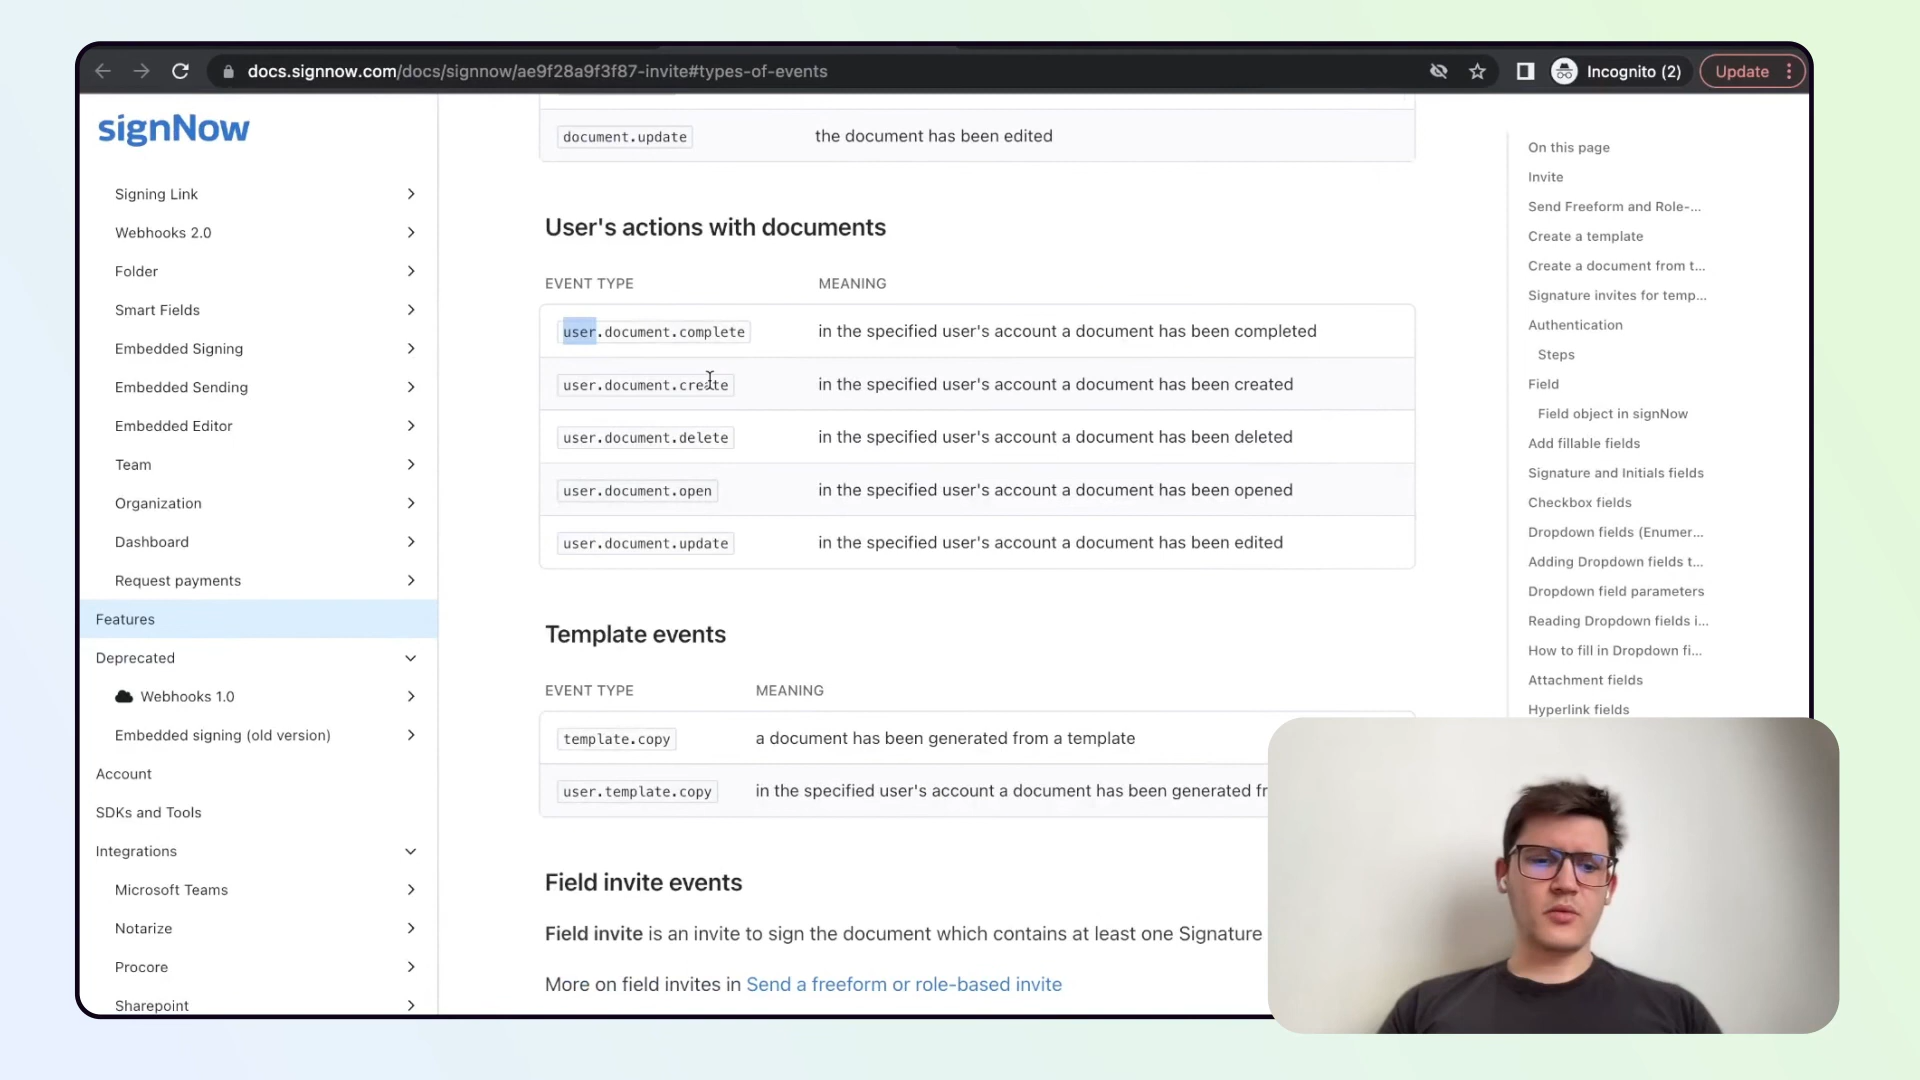 docs.signnow.com/docs/signnow/ae9f28a9f3f87-invite#types-of-events
Incognito (2)
Update
signNow
Signing Link
Webhooks 2.0
Folder
Smart Fields
Embedded Signing
Embedded Sending
Embedded Editor
Team
Organization
Dashboard
Request payments
Features
Deprecated
Webhooks 1.0
Embedded signing (old version)
Account
SDKs and Tools
Integrations
Microsoft Teams
Notarize
Procore
Sharepoint
document.update the document has been edited
User's actions with documents
EVENT TYPE MEANING
user.document.complete in the specified user's account a document has been completed
user.document.create in the specified user's account a document has been created
user.document.delete in the specified user's account a document has been deleted
user.document.open in the specified user's account a document has been opened
user.document.update in the specified user's account a document has been edited
Template events
EVENT TYPE MEANING
template.copy a document has been generated from a template
user.template.copy in the specified user's account a document has been generated fr
Field invite events
Field invite is an invite to sign the document which contains at least one Signature
More on field invites in Send a freeform or role-based invite
On this page
Invite
Send Freeform and Role-...
Create a template
Create a document from t...
Signature invites for temp...
Authentication
Steps
Field
Field object in signNow
Add fillable fields
Signature and Initials fields
Checkbox fields
Dropdown fields (Enumer...
Adding Dropdown fields t...
Dropdown field parameters
Reading Dropdown fields i...
How to fill in Dropdown fi...
Attachment fields
Hyperlink fields